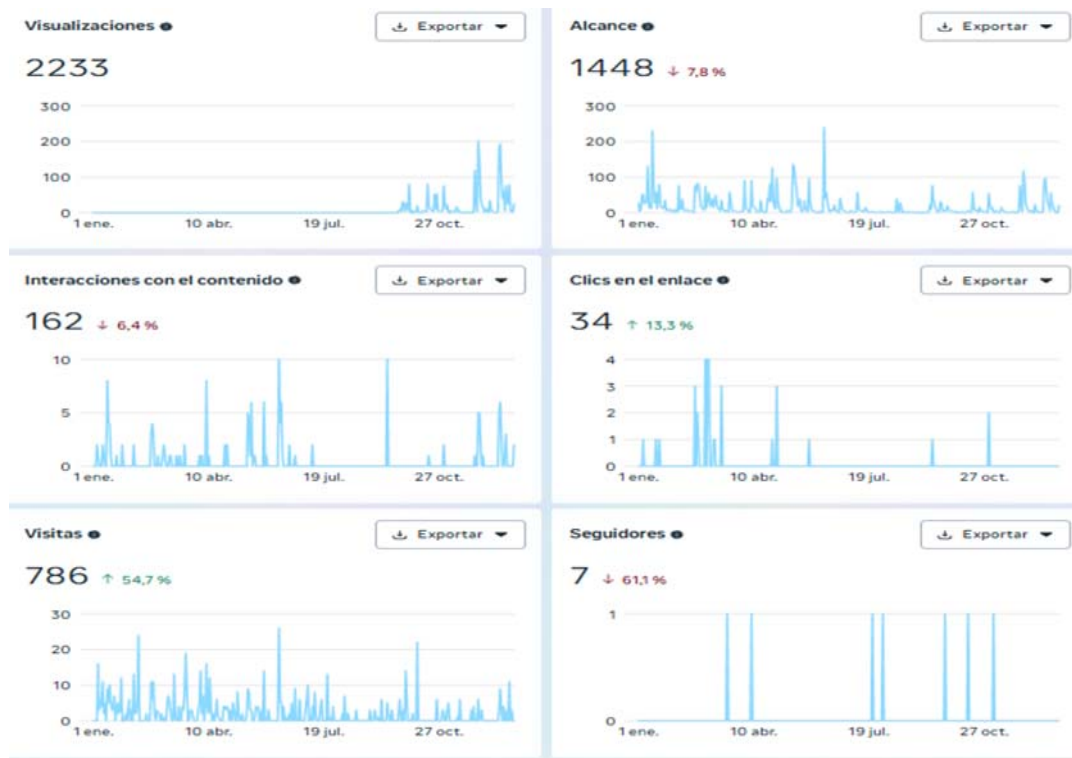 Visualizaciones
Exportar
2233
300
200
100
0
1 ene.
10 abr.
19 jul.
27 oct.
Alcance
Exportar
1448 ↓ 7,8 %
300
200
100
0
1 ene.
10 abr.
19 jul.
27 oct.
Interacciones con el contenido
Exportar
162 ↓ 6,4 %
10
5
0
1 ene.
10 abr.
19 jul.
27 oct.
Clics en el enlace
Exportar
34 ↑ 13,3 %
4
3
2
1
0
1 ene.
10 abr.
19 jul.
27 oct.
Visitas
Exportar
786 ↑ 54,7 %
30
20
10
0
1 ene.
10 abr.
19 jul.
27 oct.
Seguidores
Exportar
7 ↓ 61,1 %
1
0
1 ene.
10 abr.
19 jul.
27 oct.